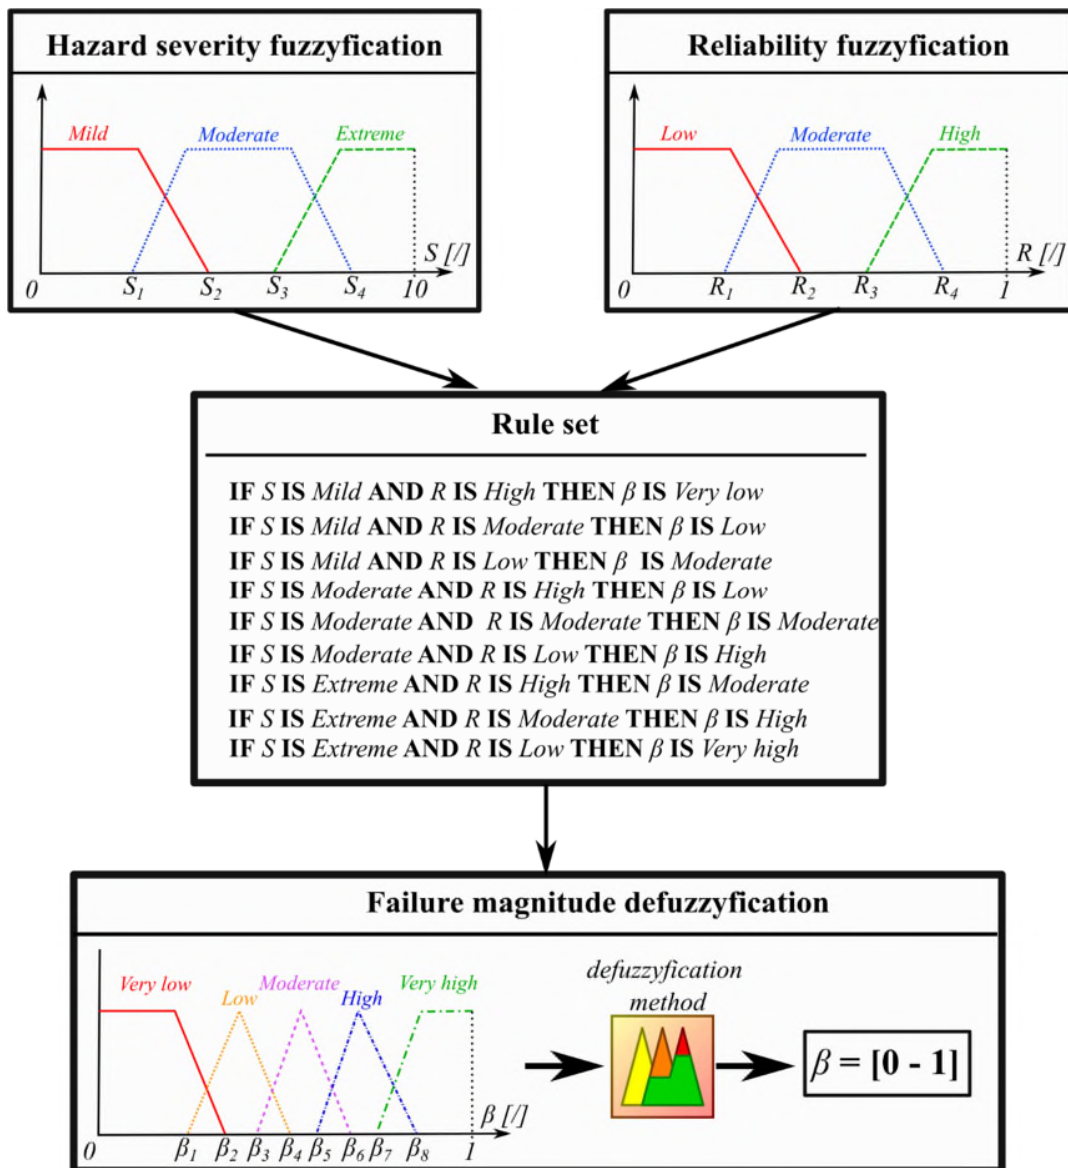 Hazard severity fuzzyfication
Mild
Moderate
Extreme
S [/]
0
S₁
S₂
S₃
S₄
10
Reliability fuzzyfication
Low
Moderate
High
R [/]
0
R₁
R₂
R₃
R₄
1
Rule set
IF S IS Mild AND R IS High THEN β IS Very low
IF S IS Mild AND R IS Moderate THEN β IS Low
IF S IS Mild AND R IS Low THEN β IS Moderate
IF S IS Moderate AND R IS High THEN β IS Low
IF S IS Moderate AND R IS Moderate THEN β IS Moderate
IF S IS Moderate AND R IS Low THEN β IS High
IF S IS Extreme AND R IS High THEN β IS Moderate
IF S IS Extreme AND R IS Moderate THEN β IS High
IF S IS Extreme AND R IS Low THEN β IS Very high
Failure magnitude defuzzyfication
Very low
Low
Moderate
High
Very high
β [/]
0
β₁
β₂
β₃
β₄
β₅
β₆
β₇
β₈
1
defuzzyfication
method
β = [0 - 1]